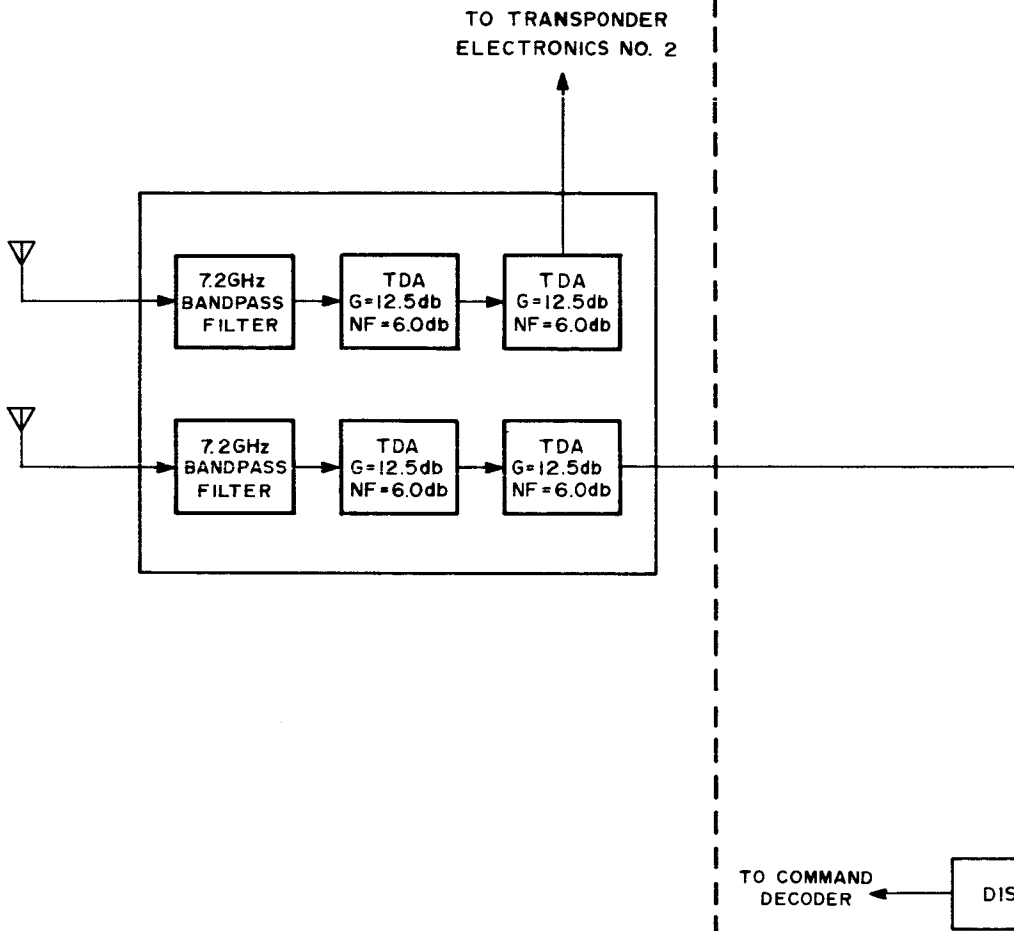 TO TRANSPONDER
ELECTRONICS NO. 2
7.2GHz
BANDPASS
FILTER
TDA
G=12.5db
NF=6.0db
TDA
G=12.5db
NF=6.0db
7.2GHz
BANDPASS
FILTER
TDA
G=12.5db
NF=6.0db
TDA
G=12.5db
NF=6.0db
TO COMMAND
DECODER
DIS